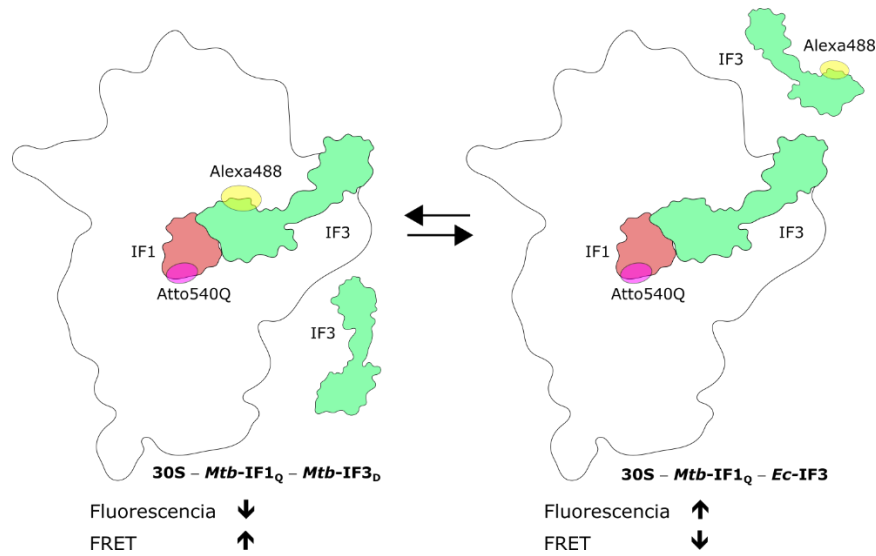 Alexa488
IF1
IF3
Atto540Q
IF3
30S – Mtb-IF1Q – Mtb-IF3D
Fluorescencia ↓
FRET ↑
IF3
Alexa488
IF1
IF3
Atto540Q
30S – Mtb-IF1Q – Ec-IF3
Fluorescencia ↑
FRET ↓